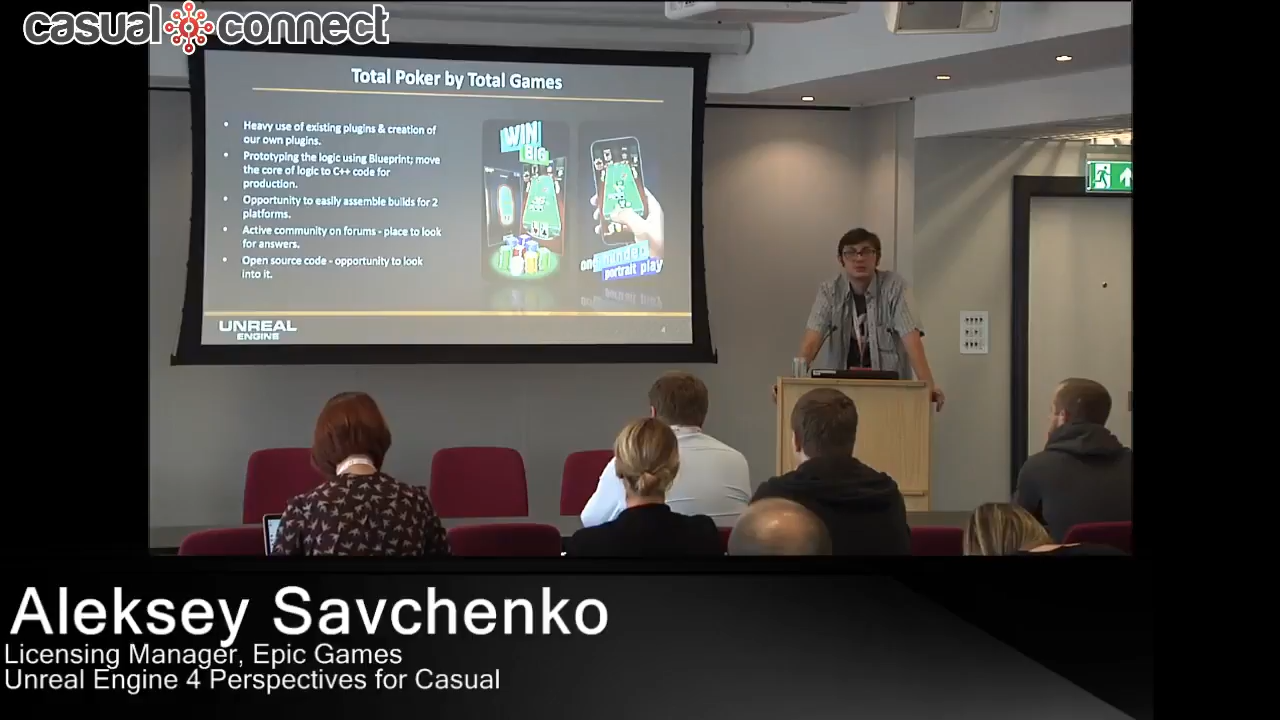 casual connect
Total Poker by Total Games
• Heavy use of existing plugins & creation of
our own plugins.
• Prototyping the logic using Blueprint; move
the core of logic to C++ code for
production.
• Opportunity to easily assemble builds for 2
platforms.
• Active community on forums - place to look
for answers.
• Open source code - opportunity to look
into it.
WIN
BIG
portrait play
UNREAL
ENGINE
4
Aleksey Savchenko
Licensing Manager, Epic Games
Unreal Engine 4 Perspectives for Casual